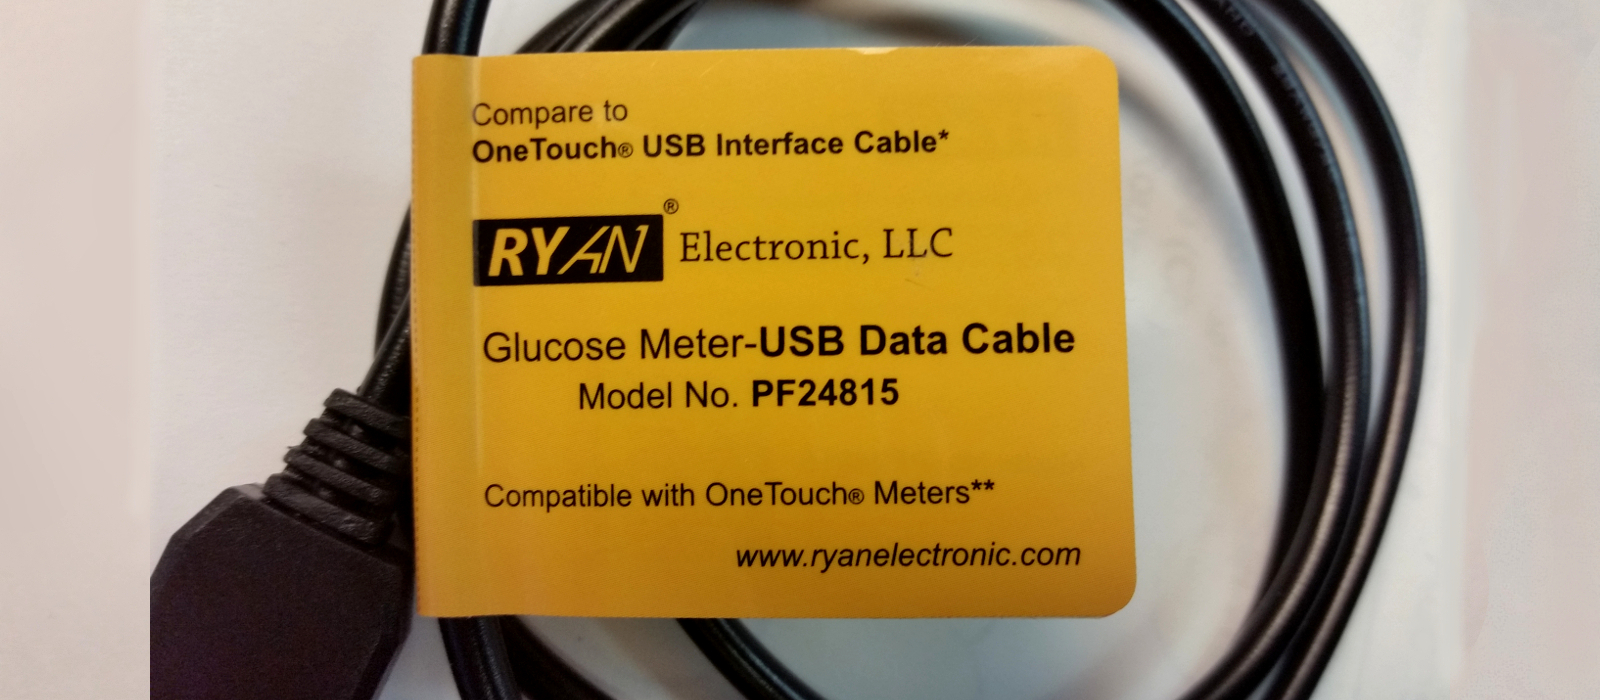 Compare to
OneTouch® USB Interface Cable*
RYAN® Electronic, LLC
Glucose Meter-USB Data Cable
Model No. PF24815
Compatible with OneTouch® Meters**
www.ryanelectronic.com